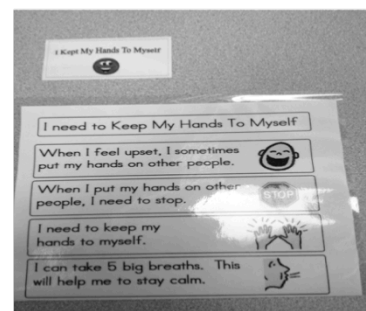 I Kept My Hands To Myself
I need to Keep My Hands To Myself
When I feel upset, I sometimes
put my hands on other people.
When I put my hands on other
people, I need to stop.
STOP
I need to keep my
hands to myself.
I can take 5 big breaths. This
will help me to stay calm.